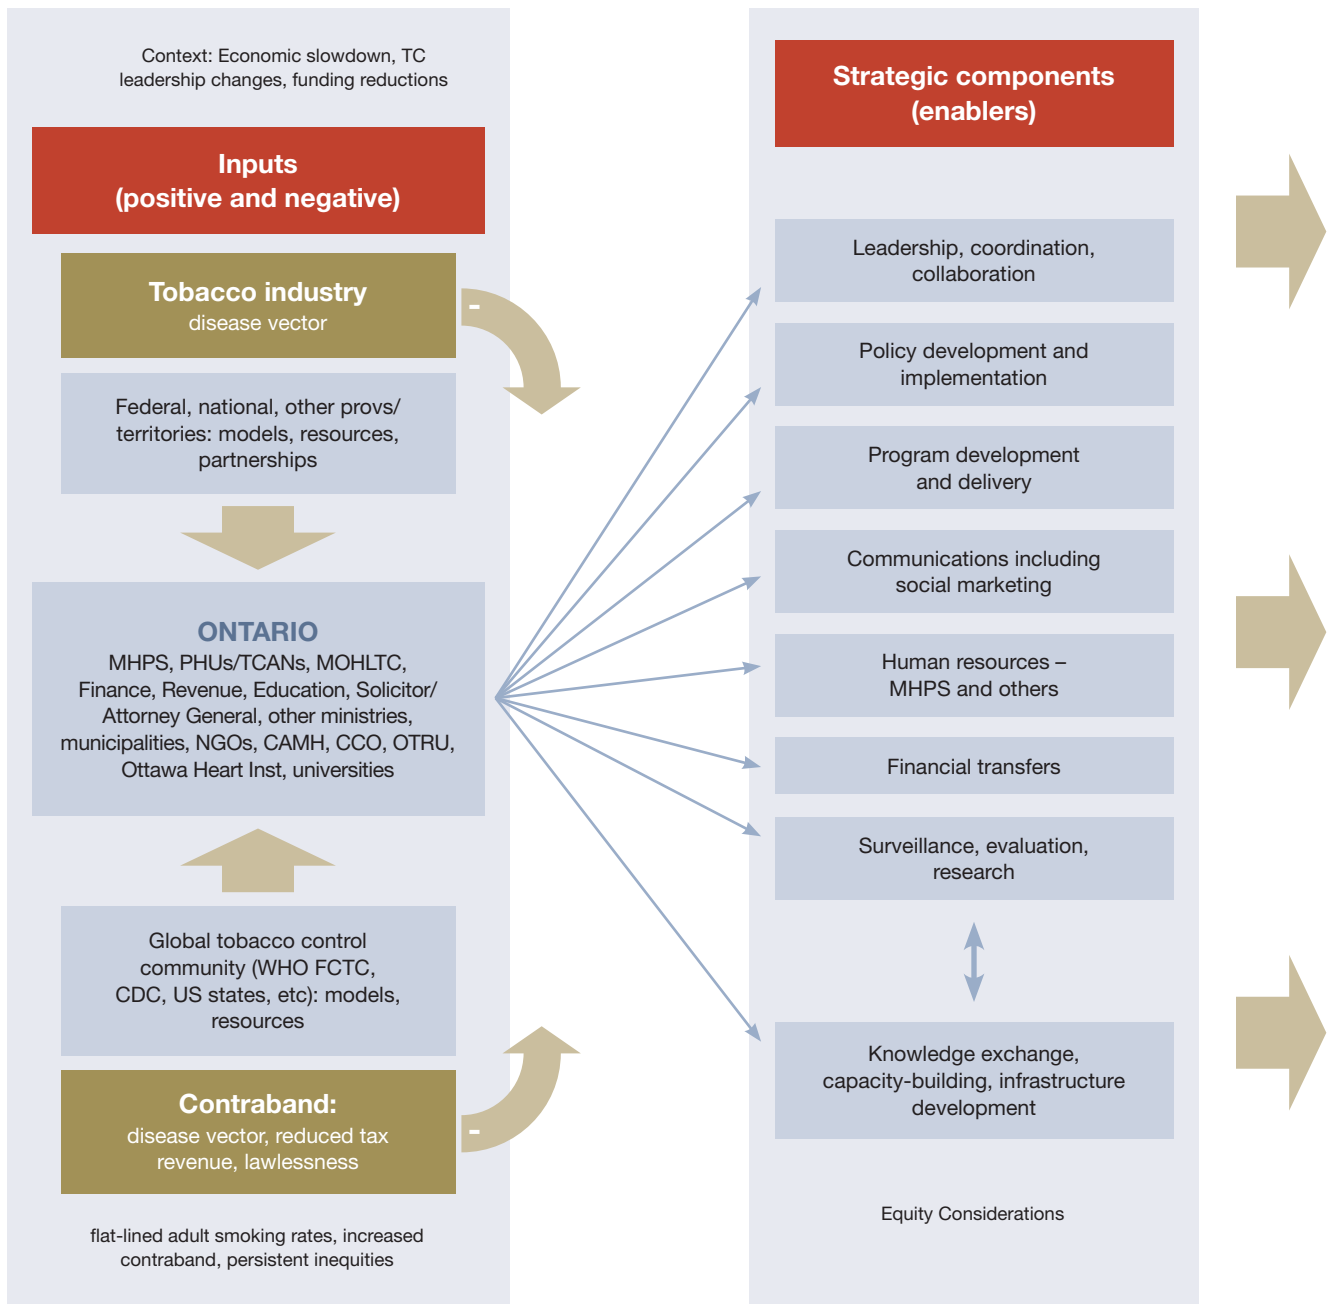 Context: Economic slowdown, TC
leadership changes, funding reductions
Inputs
(positive and negative)
Tobacco industry
disease vector
-
Federal, national, other provs/
territories: models, resources,
partnerships
ONTARIO
MHPS, PHUs/TCANs, MOHLTC,
Finance, Revenue, Education, Solicitor/
Attorney General, other ministries,
municipalities, NGOs, CAMH, CCO, OTRU,
Ottawa Heart Inst, universities
Global tobacco control
community (WHO FCTC,
CDC, US states, etc): models,
resources
Contraband:
disease vector, reduced tax
revenue, lawlessness
-
flat-lined adult smoking rates, increased
contraband, persistent inequities
Strategic components
(enablers)
Leadership, coordination,
collaboration
Policy development and
implementation
Program development
and delivery
Communications including
social marketing
Human resources –
MHPS and others
Financial transfers
Surveillance, evaluation,
research
Knowledge exchange,
capacity-building, infrastructure
development
Equity Considerations